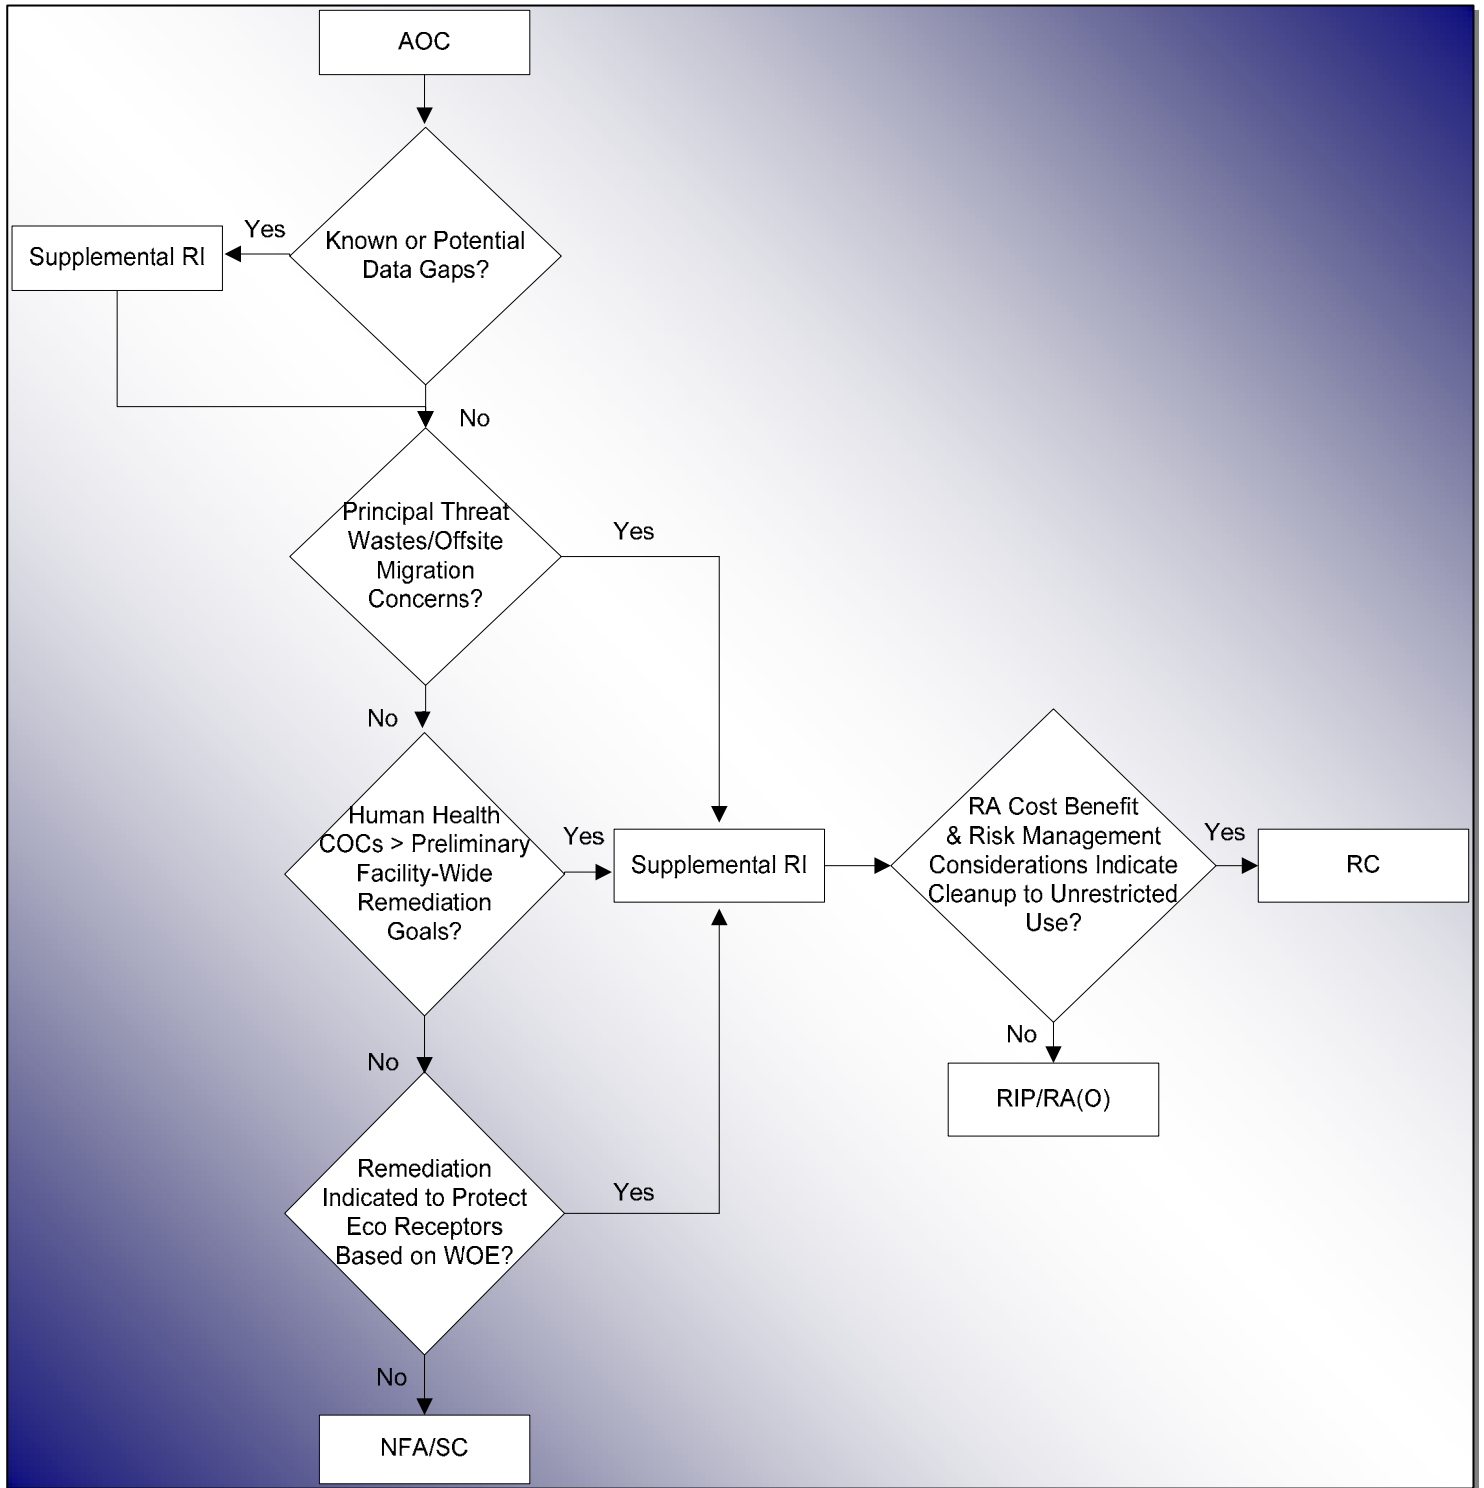 AOC
Known or Potential
Data Gaps?
Yes
Supplemental RI
No
Principal Threat
Wastes/Offsite
Migration
Concerns?
Yes
No
Human Health
COCs > Preliminary
Facility-Wide
Remediation
Goals?
Yes
Supplemental RI
RA Cost Benefit
& Risk Management
Considerations Indicate
Cleanup to Unrestricted
Use?
Yes
RC
No
RIP/RA(O)
No
Remediation
Indicated to Protect
Eco Receptors
Based on WOE?
Yes
No
NFA/SC